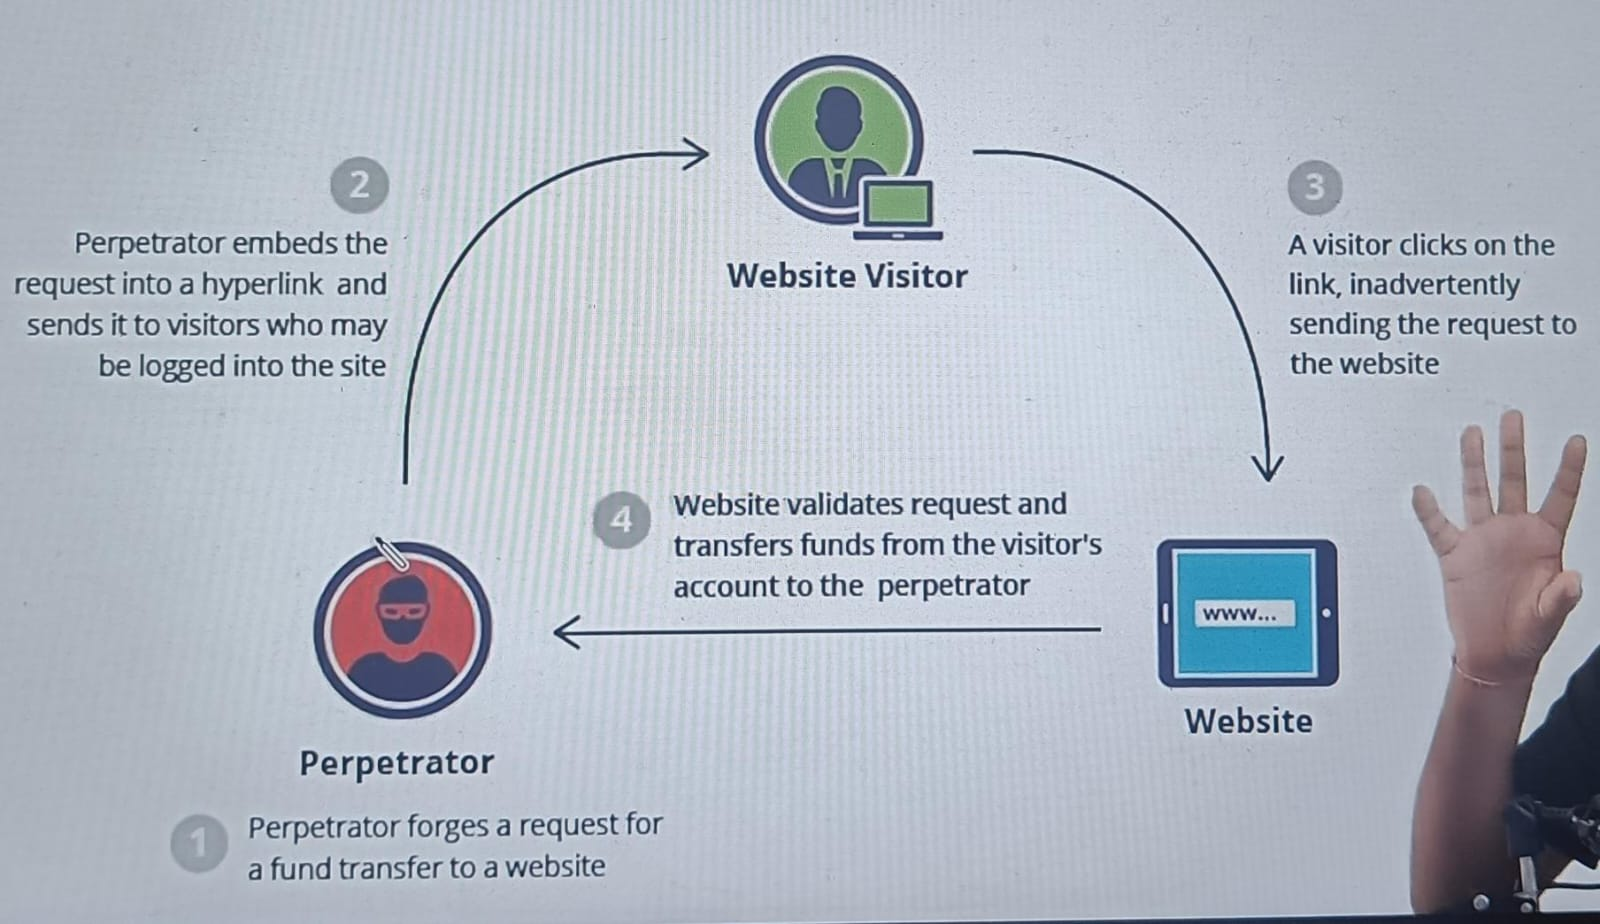 2
Perpetrator embeds the
request into a hyperlink and
sends it to visitors who may
be logged into the site
Website Visitor
3
A visitor clicks on the
link, inadvertently
sending the request to
the website
4
Website validates request and
transfers funds from the visitor's
account to the perpetrator
www...
Website
Perpetrator
1
Perpetrator forges a request for
a fund transfer to a website